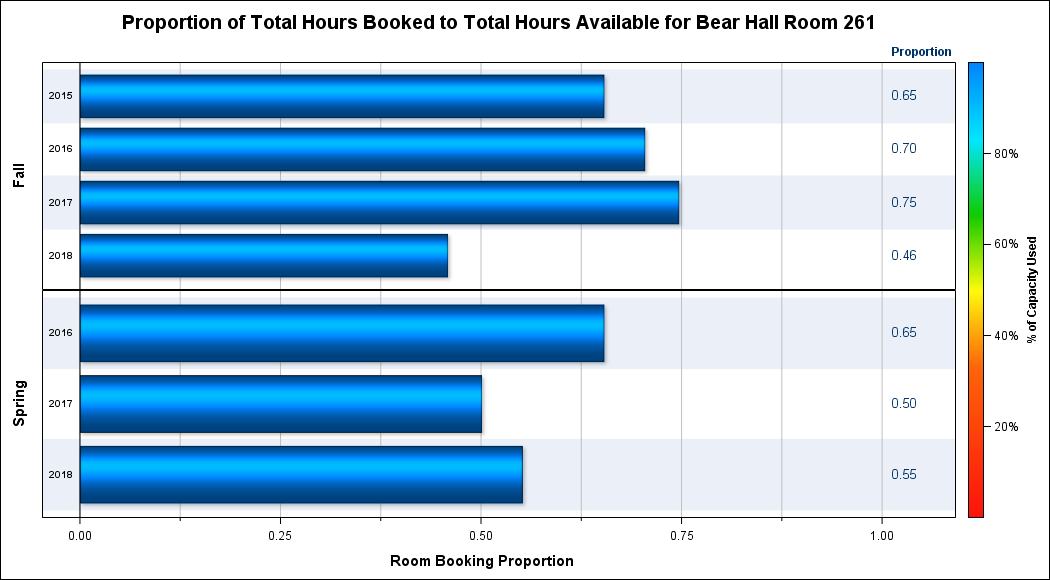 Proportion of Total Hours Booked to Total Hours Available for Bear Hall Room 261
Proportion
Fall
2015
0.65
2016
0.70
2017
0.75
2018
0.46
Spring
2016
0.65
2017
0.50
2018
0.55
0.00 0.25 0.50 0.75 1.00
Room Booking Proportion
80%
60%
40%
20%
% of Capacity Used